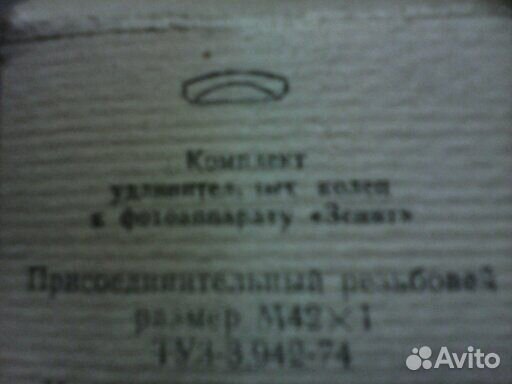 Комплект
удлинительных колец
к фотоаппарату «Зенит»
Присоединительный резьбовой
размер М42×1
ТУ3-3.942-74
Avito